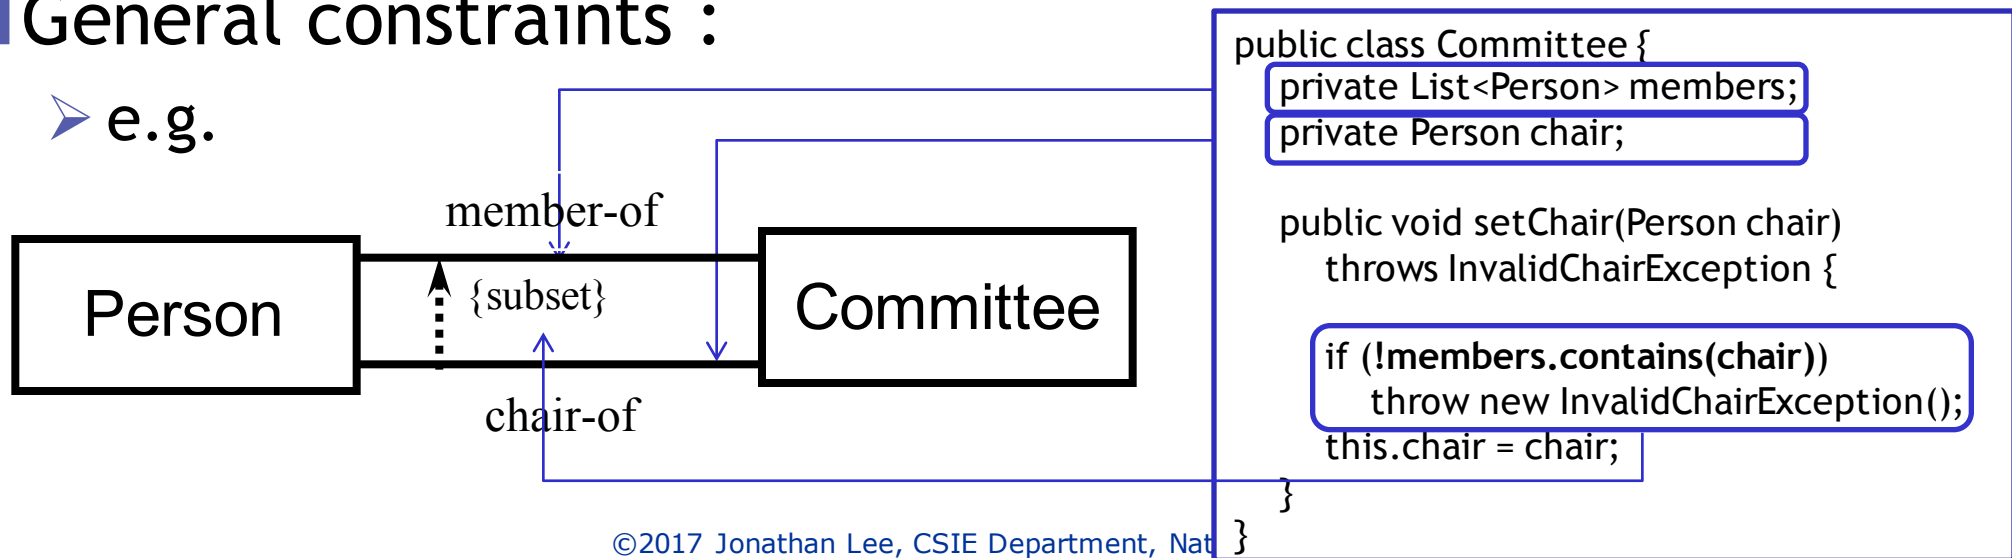 General constraints :
e.g.
member-of
{subset}
Person
Committee
chair-of
public class Committee {
private List<Person> members;
private Person chair;
public void setChair(Person chair)
throws InvalidChairException {
if (!members.contains(chair))
throw new InvalidChairException();
this.chair = chair;
}
}
©2017 Jonathan Lee, CSIE Department, Nat